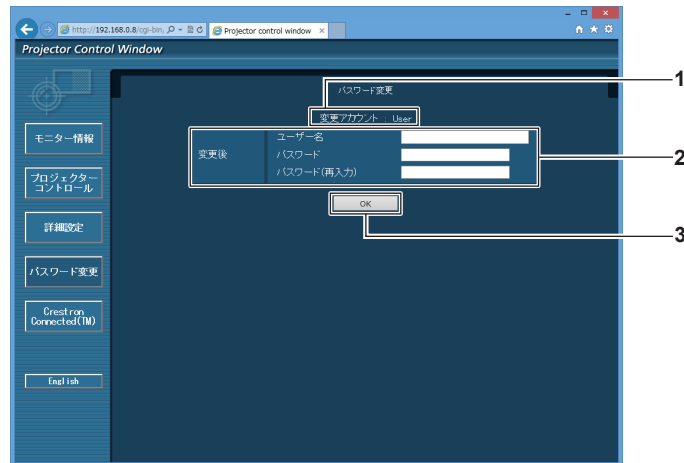 http://192.168.0.8/cgi-bin,
Projector control window
Projector Control Window
パスワード変更
1
変更アカウント : User
モニター情報
変更後
ユーザー名
パスワード
パスワード(再入力)
2
プロジェクター
コントロール
OK
詳細設定
3
パスワード変更
Crestron
Connected(TM)
English